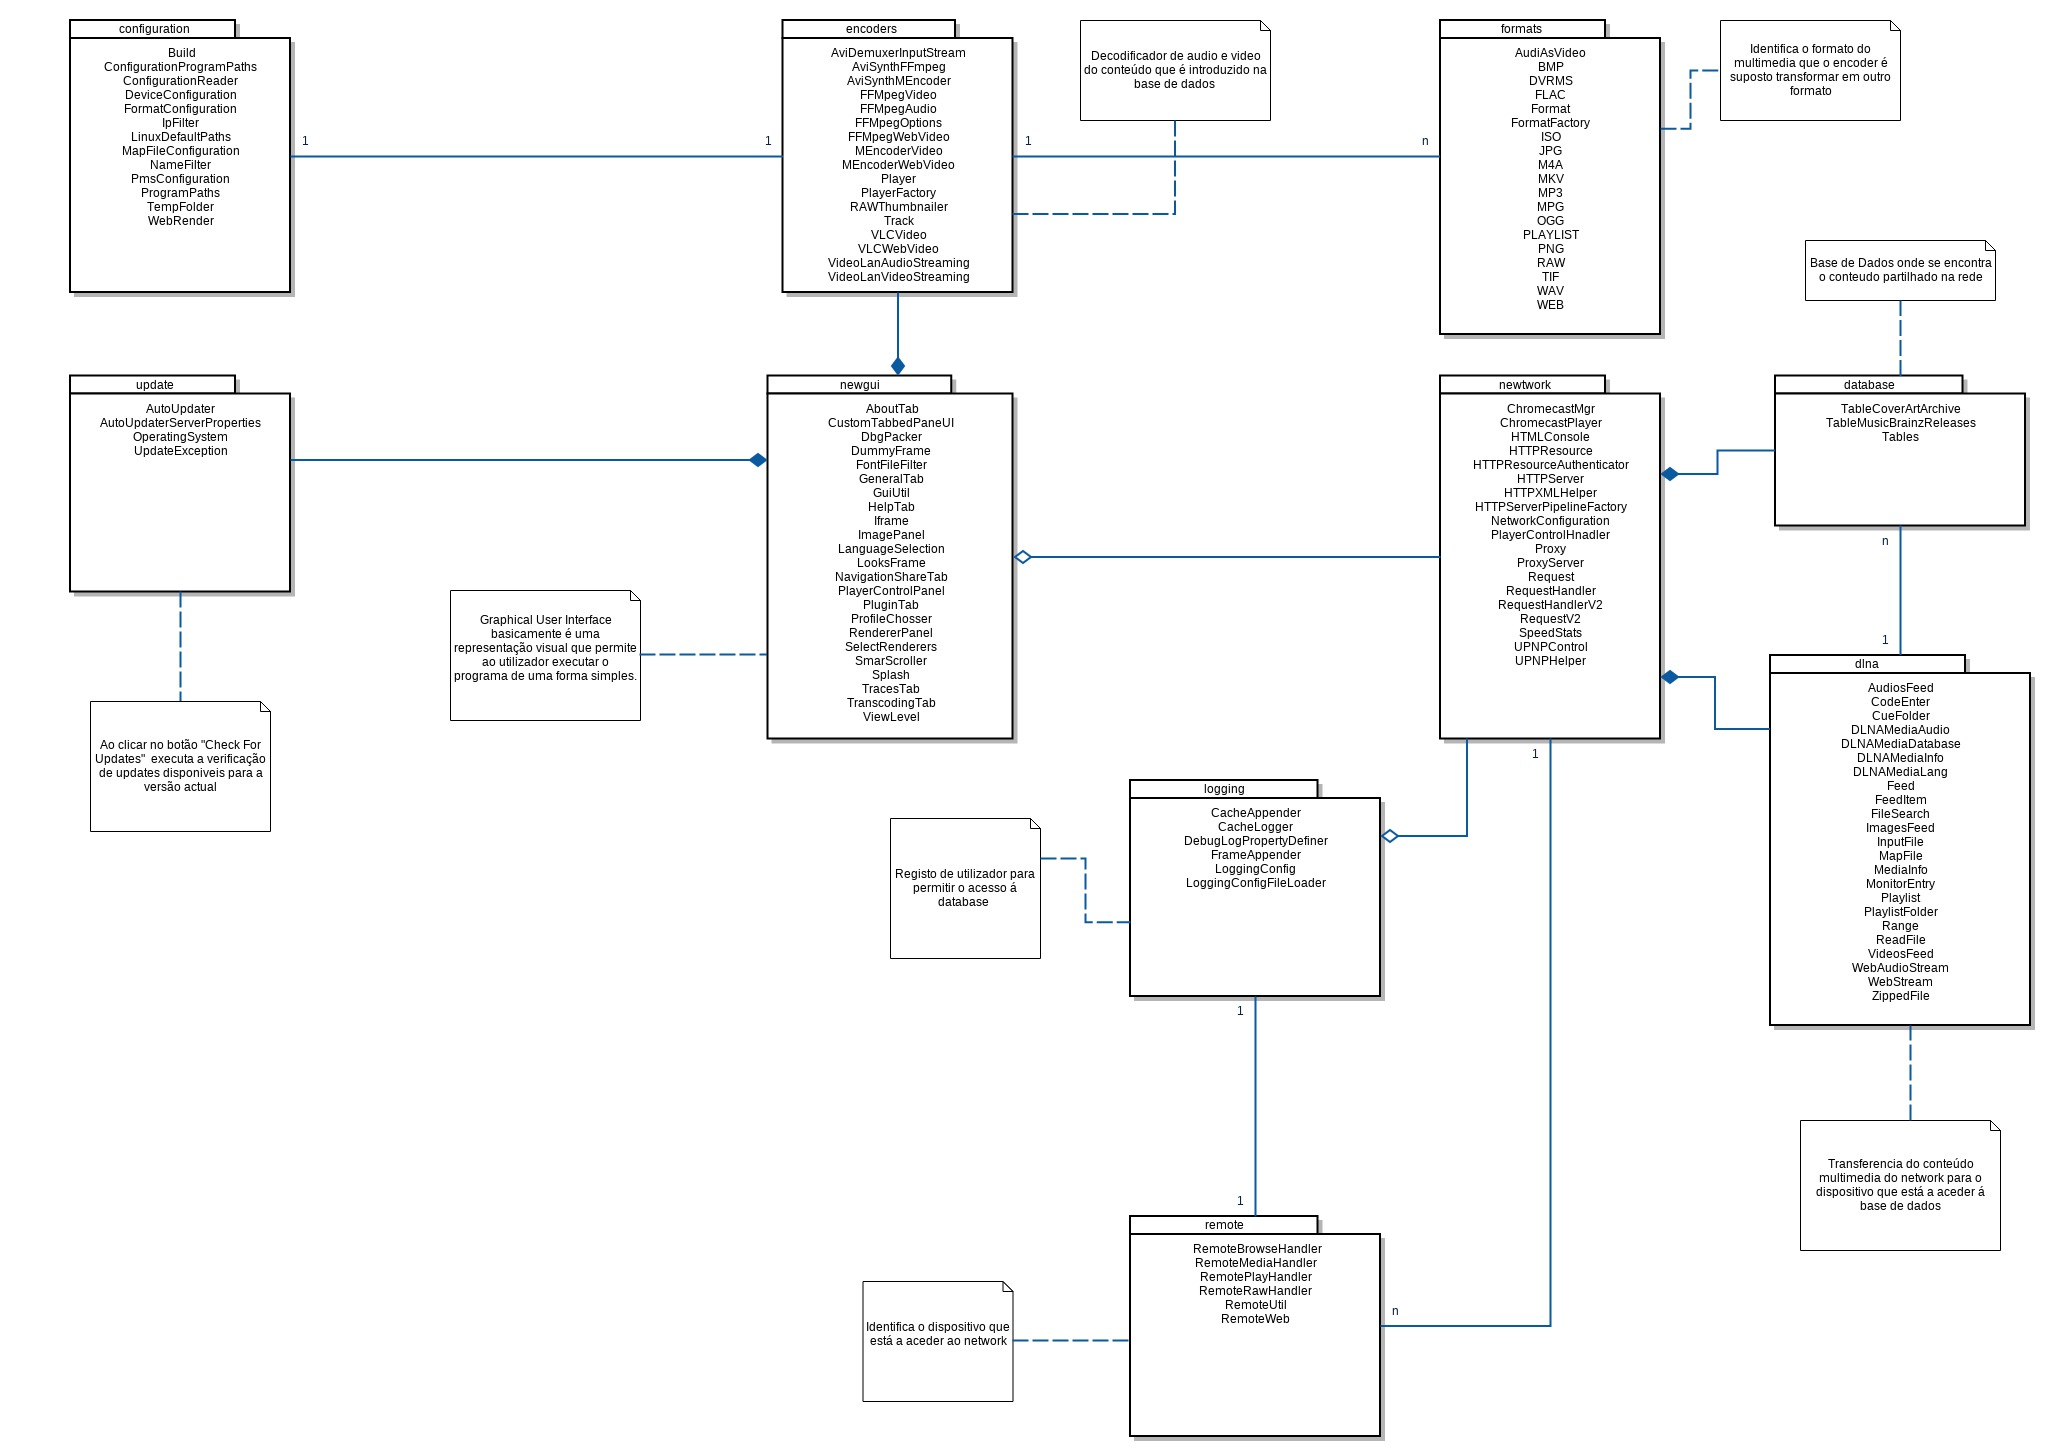 configuration
Build
ConfigurationProgramPaths
ConfigurationReader
DeviceConfiguration
FormatConfiguration
IpFilter
LinuxDefaultPaths
MapFileConfiguration
NameFilter
PmsConfiguration
ProgramPaths
TempFolder
WebRender
1
1
encoders
AviDemuxerInputStream
AviSynthFFmpeg
AviSynthMEncoder
FFMpegVideo
FFMpegAudio
FFMpegOptions
FFMpegWebVideo
MEncoderVideo
MEncoderWebVideo
Player
PlayerFactory
RAWThumbnailer
Track
VLCVideo
VLCWebVideo
VideoLanAudioStreaming
VideoLanVideoStreaming
1
n
Decodificador de audio e video
do conteúdo que é introduzido na
base de dados
formats
AudiAsVideo
BMP
DVRMS
FLAC
Format
FormatFactory
ISO
JPG
M4A
MKV
MP3
MPG
OGG
PLAYLIST
PNG
RAW
TIF
WAV
WEB
Identifica o formato do
multimedia que o encoder é
suposto transformar em outro
formato
Base de Dados onde se encontra
o conteudo partilhado na rede
update
AutoUpdater
AutoUpdaterServerProperties
OperatingSystem
UpdateException
Ao clicar no botão "Check For
Updates"  executa a verificação
de updates disponiveis para a
versão actual
Graphical User Interface
basicamente é uma
representação visual que permite
ao utilizador executar o
programa de uma forma simples.
newgui
AboutTab
CustomTabbedPaneUI
DbgPacker
DummyFrame
FontFileFilter
GeneralTab
GuiUtil
HelpTab
Iframe
ImagePanel
LanguageSelection
LooksFrame
NavigationShareTab
PlayerControlPanel
PluginTab
ProfileChosser
RendererPanel
SelectRenderers
SmarScroller
Splash
TracesTab
TranscodingTab
ViewLevel
newtwork
ChromecastMgr
ChromecastPlayer
HTMLConsole
HTTPResource
HTTPResourceAuthenticator
HTTPServer
HTTPXMLHelper
HTTPServerPipelineFactory
NetworkConfiguration
PlayerControlHnadler
Proxy
ProxyServer
Request
RequestHandler
RequestHandlerV2
RequestV2
SpeedStats
UPNPControl
UPNPHelper
1
database
TableCoverArtArchive
TableMusicBrainzReleases
Tables
n
1
dlna
AudiosFeed
CodeEnter
CueFolder
DLNAMediaAudio
DLNAMediaDatabase
DLNAMediaInfo
DLNAMediaLang
Feed
FeedItem
FileSearch
ImagesFeed
InputFile
MapFile
MediaInfo
MonitorEntry
Playlist
PlaylistFolder
Range
ReadFile
VideosFeed
WebAudioStream
WebStream
ZippedFile
Transferencia do conteúdo
multimedia do network para o
dispositivo que está a aceder á
base de dados
logging
CacheAppender
CacheLogger
DebugLogPropertyDefiner
FrameAppender
LoggingConfig
LoggingConfigFileLoader
Registo de utilizador para
permitir o acesso á
database
1
1
remote
RemoteBrowseHandler
RemoteMediaHandler
RemotePlayHandler
RemoteRawHandler
RemoteUtil
RemoteWeb
n
Identifica o dispositivo que
está a aceder ao network